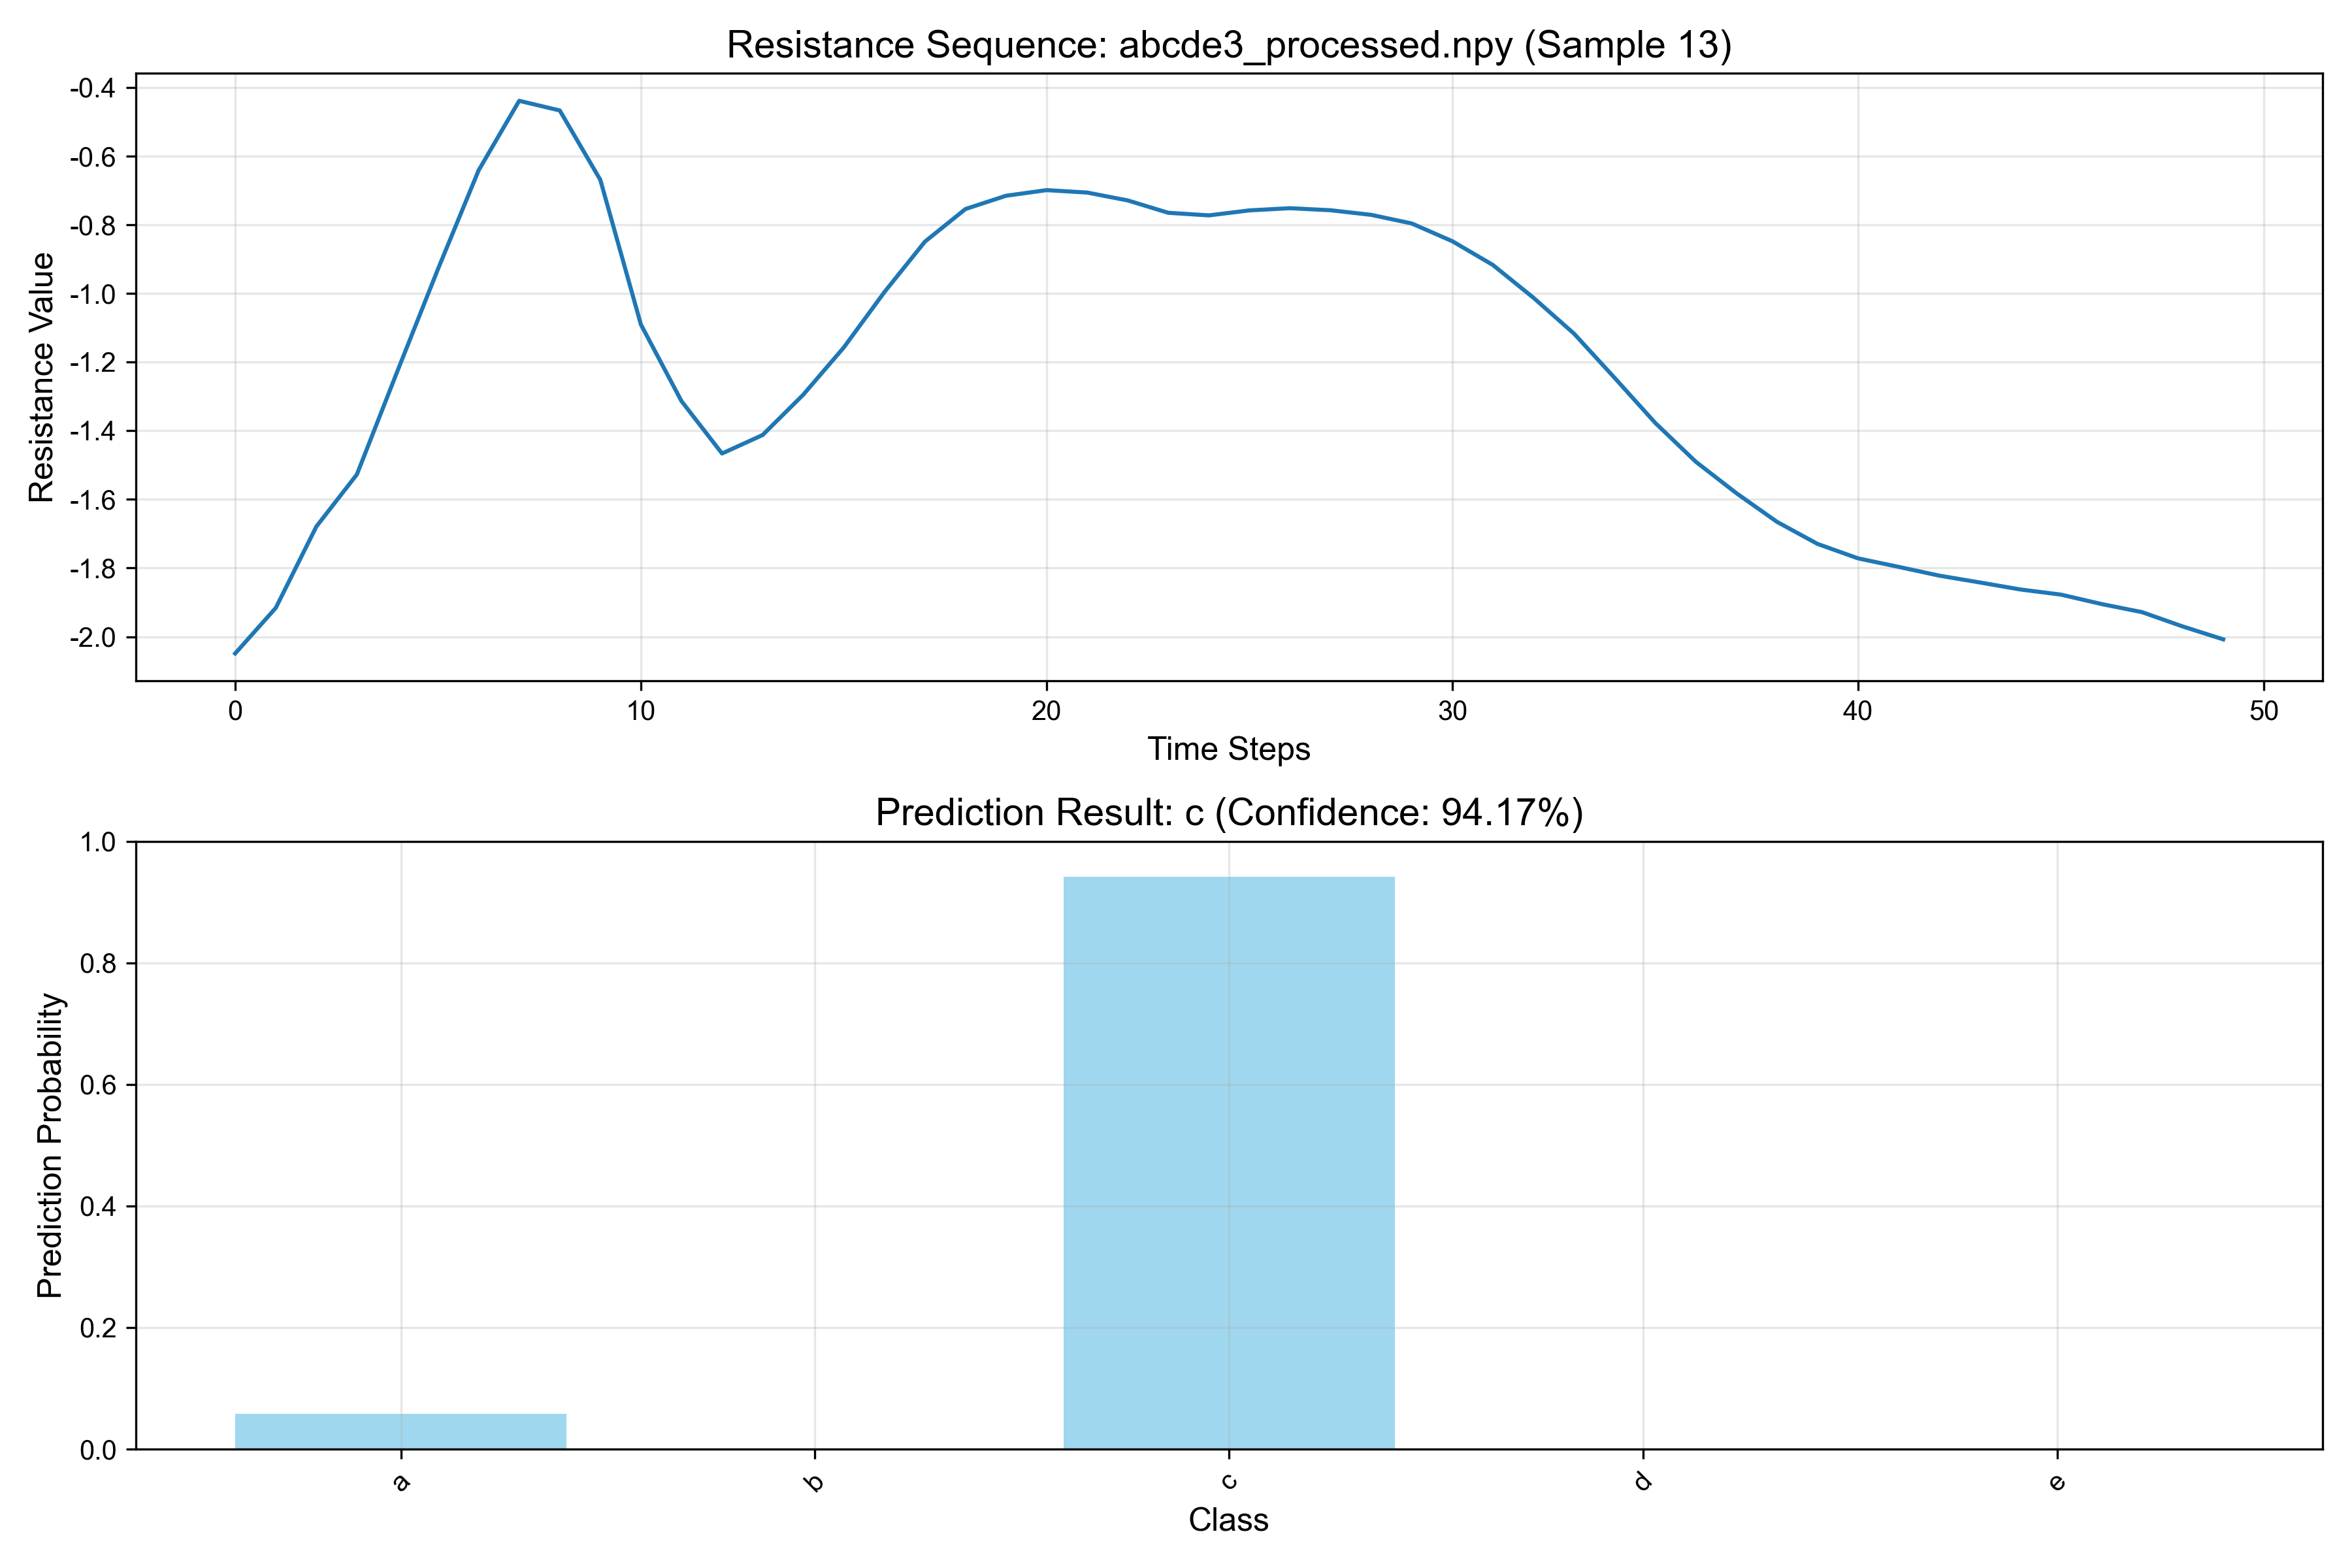 Resistance Sequence: abcde3_processed.npy (Sample 13)
Resistance Value
-0.4
-0.6
-0.8
-1.0
-1.2
-1.4
-1.6
-1.8
-2.0
0 10 20 30 40 50
Time Steps
Prediction Result: c (Confidence: 94.17%)
Prediction Probability
1.0
0.8
0.6
0.4
0.2
0.0
a b c d e
Class